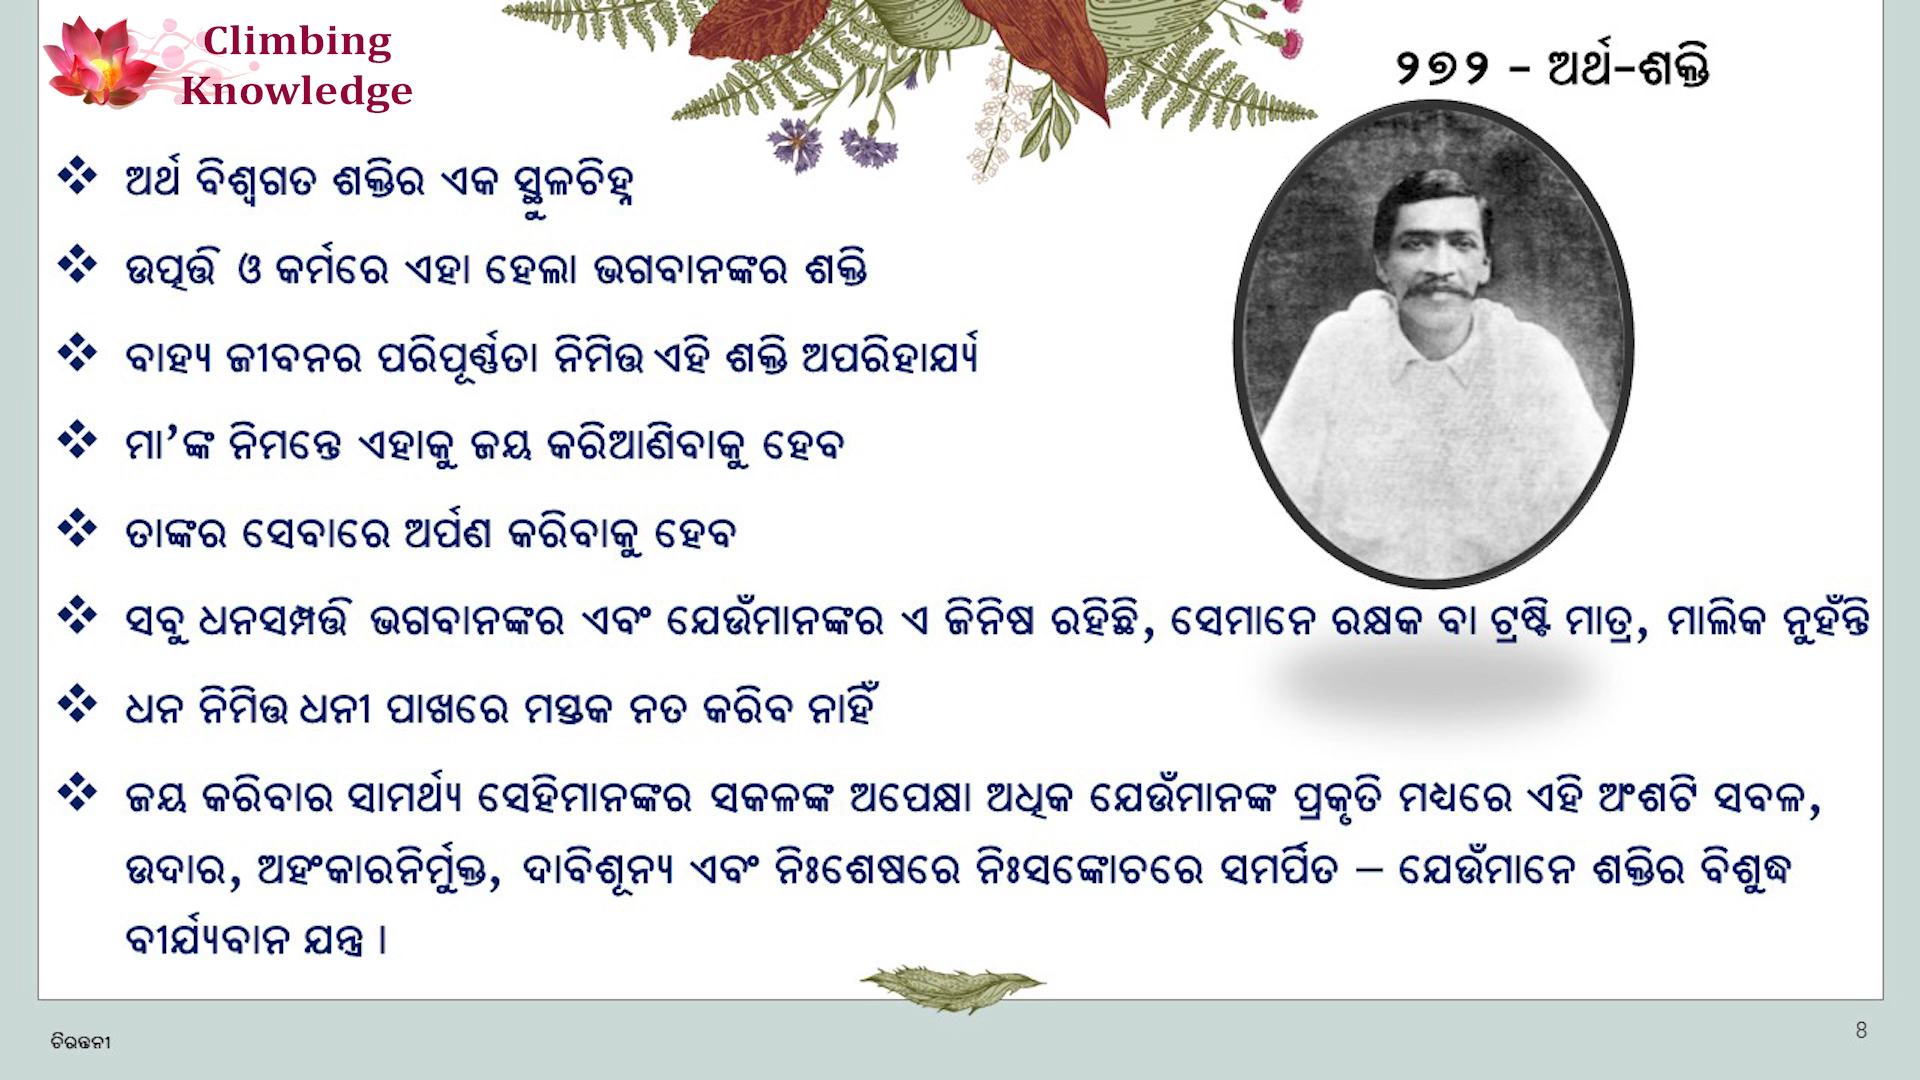 Climbing
Knowledge
୨୭୨ - ଅର୍ଥ-ଶକ୍ତି
ଅର୍ଥ ବିଶ୍ୱଗତ ଶକ୍ତିର ଏକ ସ୍ଥୁଳଚିହ୍ନ
ଉତ୍ପତ୍ତି ଓ କର୍ମରେ ଏହା ହେଲା ଭଗବାନଙ୍କର ଶକ୍ତି
ବାହ୍ୟ ଜୀବନର ପରିପୂର୍ଣ୍ଣତା ନିମିତ୍ତ ଏହି ଶକ୍ତି ଅପରିହାର୍ଯ୍ୟ
ମା’ଙ୍କ ନିମନ୍ତେ ଏହାକୁ ଜୟ କରିଆଣିବାକୁ ହେବ
ତାଙ୍କର ସେବାରେ ଅର୍ପଣ କରିବାକୁ ହେବ
ସବୁ ଧନସମ୍ପତ୍ତି ଭଗବାନଙ୍କର ଏବଂ ଯେଉଁମାନଙ୍କର ଏ ଜିନିଷ ରହିଛି, ସେମାନେ ରକ୍ଷକ ବା ଟ୍ରଷ୍ଟି ମାତ୍ର, ମାଲିକ ନୁହଁନ୍ତି
ଧନ ନିମିତ୍ତ ଧନୀ ପାଖରେ ମସ୍ତକ ନତ କରିବ ନାହିଁ
ଜୟ କରିବାର ସାମର୍ଥ୍ୟ ସେହିମାନଙ୍କର ସକଳଙ୍କ ଅପେକ୍ଷା ଅଧିକ ଯେଉଁମାନଙ୍କ ପ୍ରକୃତି ମଧ୍ୟରେ ଏହି ଅଂଶଟି ସବଳ,
ଉଦାର, ଅହଂକାରନିର୍ମୁକ୍ତ, ଦାବିଶୂନ୍ୟ ଏବଂ ନିଃଶେଷରେ ନିଃସଙ୍କୋଚରେ ସମର୍ପିତ – ଯେଉଁମାନେ ଶକ୍ତିର ବିଶୁଦ୍ଧ
ବୀର୍ଯ୍ୟବାନ ଯନ୍ତ୍ର ।
ଚିରନ୍ତନୀ
8